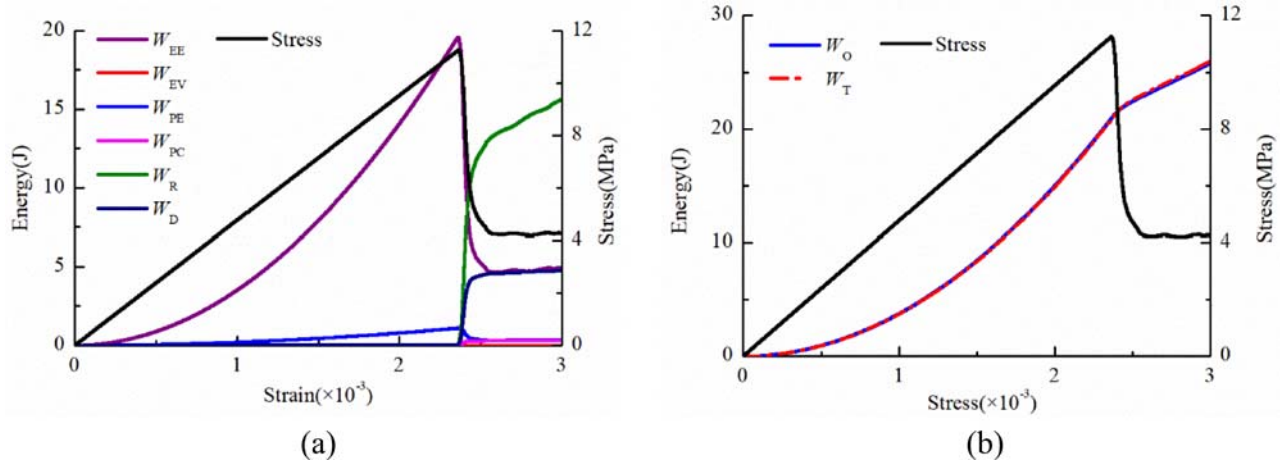 20
15
10
5
0
Energy(J)
W_EE
W_EV
W_PE
W_PC
W_R
W_D
Stress
12
8
4
0
Stress(MPa)
0 1 2 3
Strain(×10⁻³)
(a)
30
20
10
0
Energy(J)
W_O
W_T
Stress
12
8
4
0
Stress(MPa)
0 1 2 3
Stress(×10⁻³)
(b)